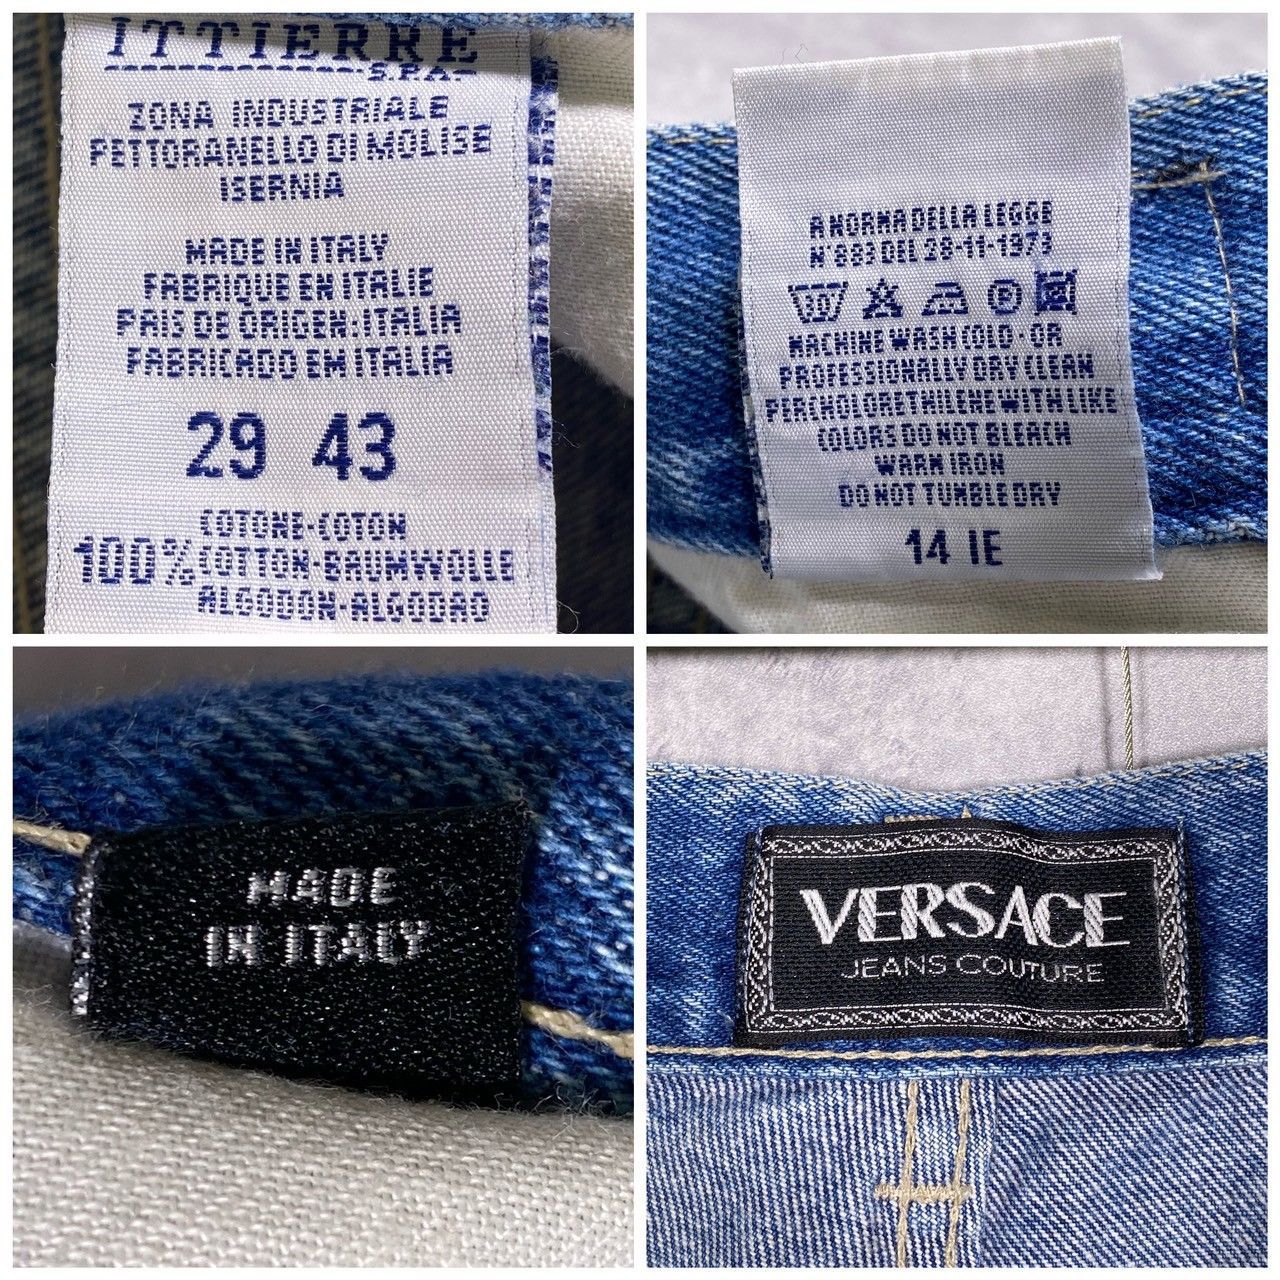 ITTIERRE
S.P.A.
ZONA INDUSTRIALE
PETTORANELLO DI MOLISE
ISERNIA
MADE IN ITALY
FABRIQUE EN ITALIE
PAIS DE ORIGEN:ITALIA
FABRICADO EM ITALIA
29 43
COTONE-COTON
100% COTTON-BAUMWOLLE
ALGODON-ALGODAO
A NORMA DELLA LEGGE
N°883 DEL 28-11-1973
30 A P
MACHINE WASH COLD-OR
PROFESSIONALLY DRY CLEAN
PERCHOLORETHILENE WITH LIKE
COLORS DO NOT BLEACH
WARM IRON
DO NOT TUMBLE DRY
14 IE
MADE
IN ITALY
VERSACE
JEANS COUTURE